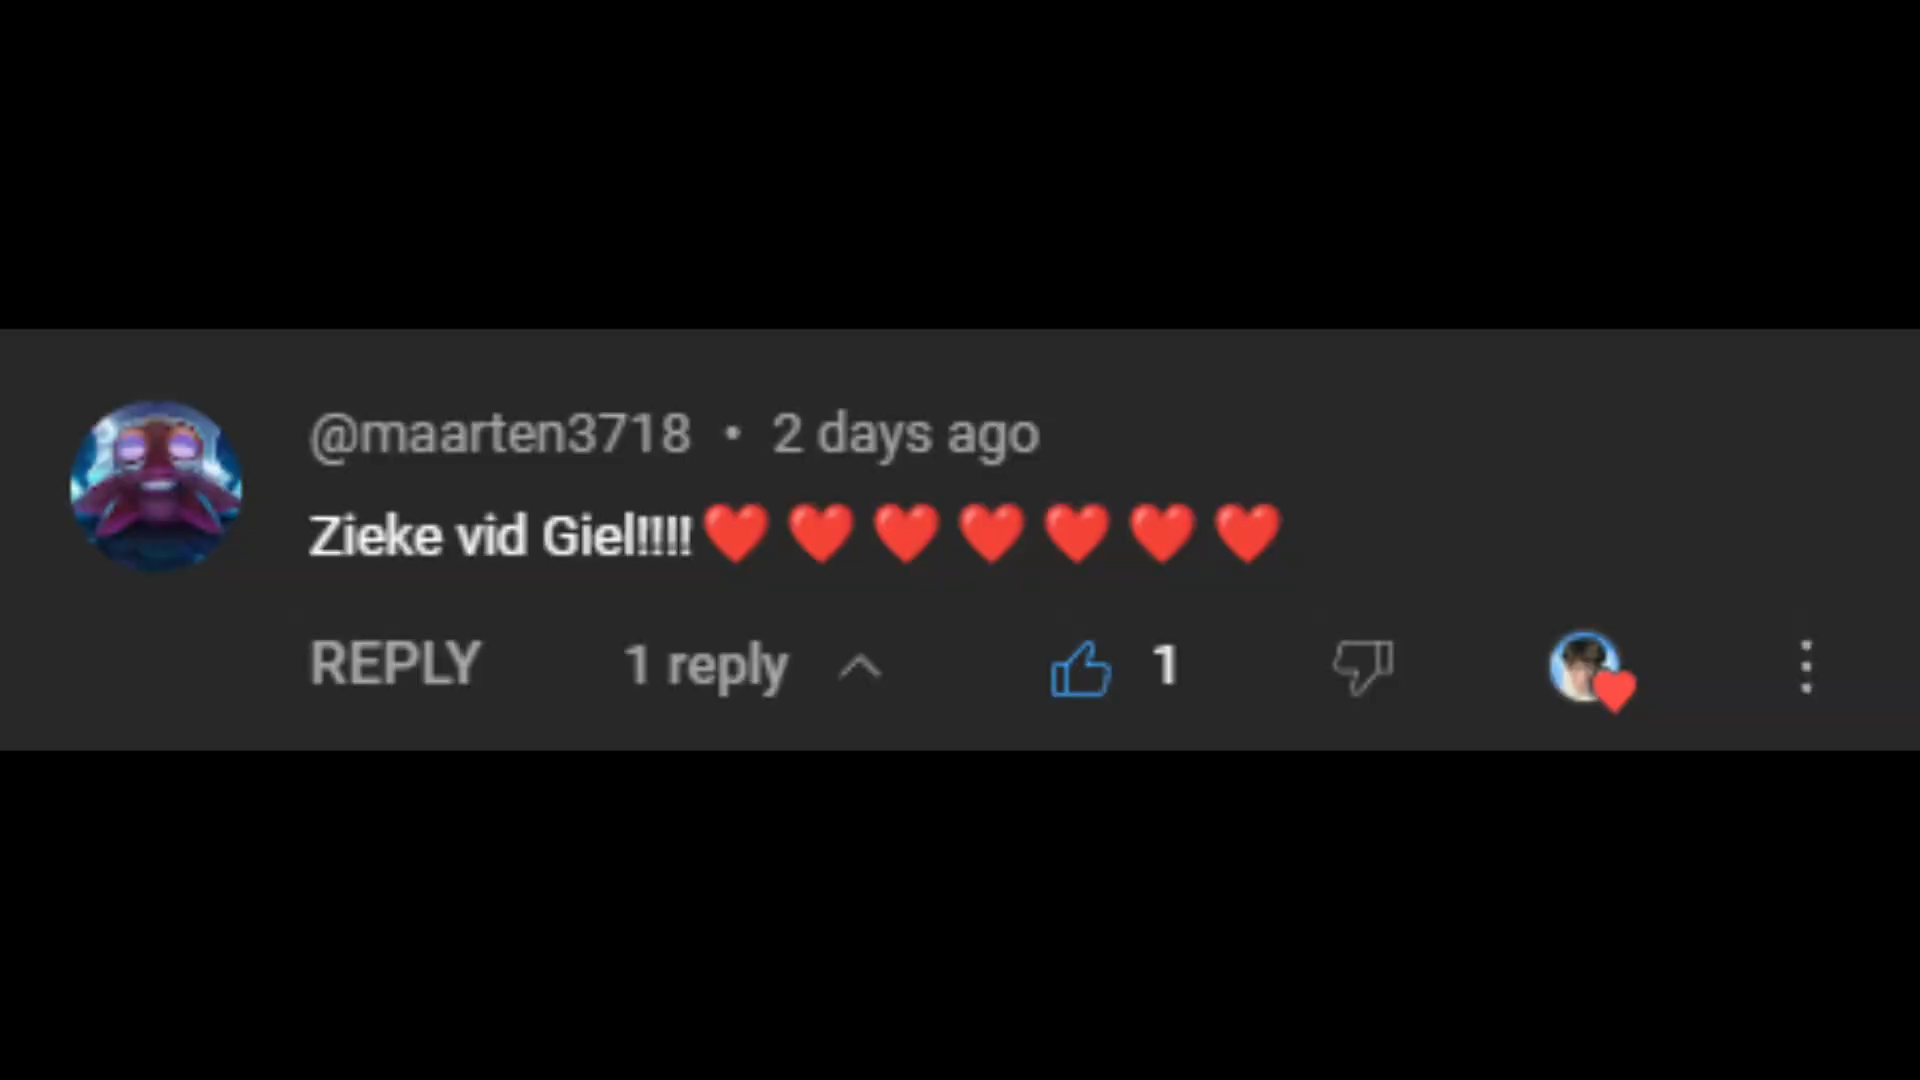 @maarten3718 • 2 days ago
Zieke vid Giel!!!!❤️❤️❤️❤️❤️❤️❤️
REPLY 1 reply 1